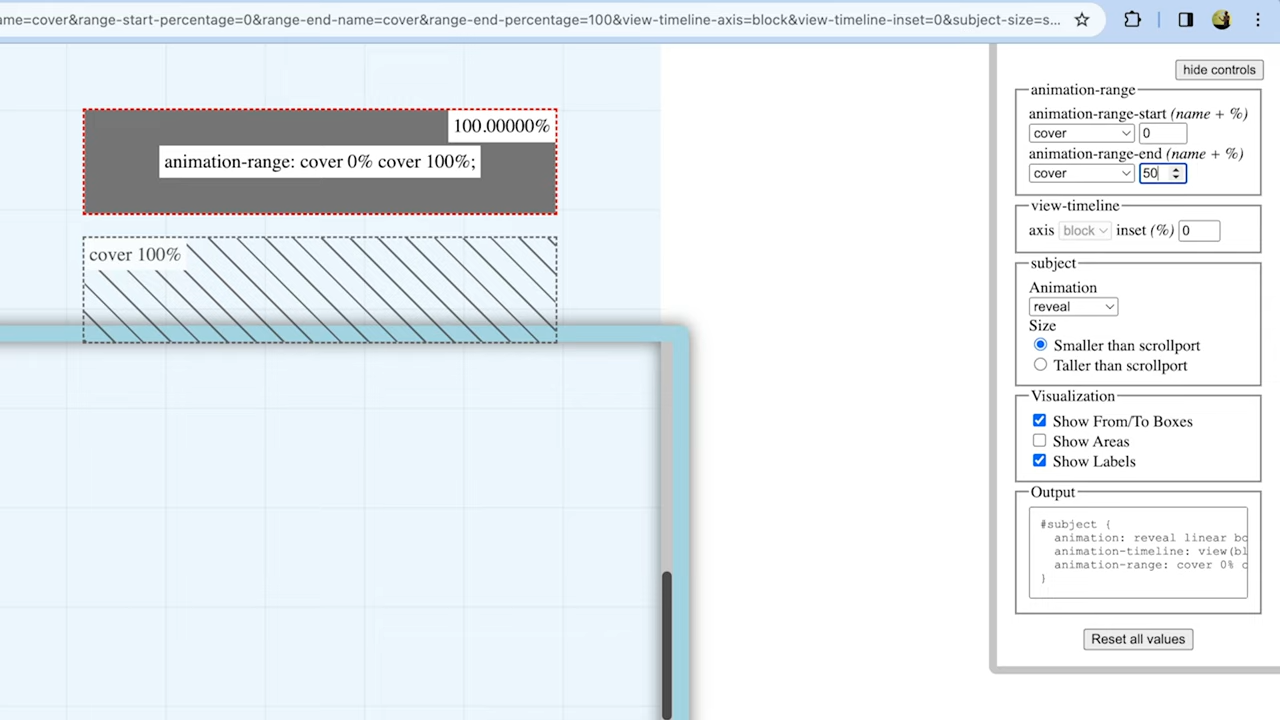 ame=cover&range-start-percentage=0&range-end-name=cover&range-end-percentage=100&view-timeline-axis=block&view-timeline-inset=0&subject-size=s...
hide controls
animation-range
animation-range-start (name + %)
cover 0
animation-range-end (name + %)
cover 50
view-timeline
axis block inset (%) 0
subject
Animation
reveal
Size
Smaller than scrollport
Taller than scrollport
Visualization
Show From/To Boxes
Show Areas
Show Labels
Output
#subject {
animation: reveal linear bo
animation-timeline: view(bl
animation-range: cover 0% c
}
Reset all values
100.00000%
animation-range: cover 0% cover 100%;
cover 100%